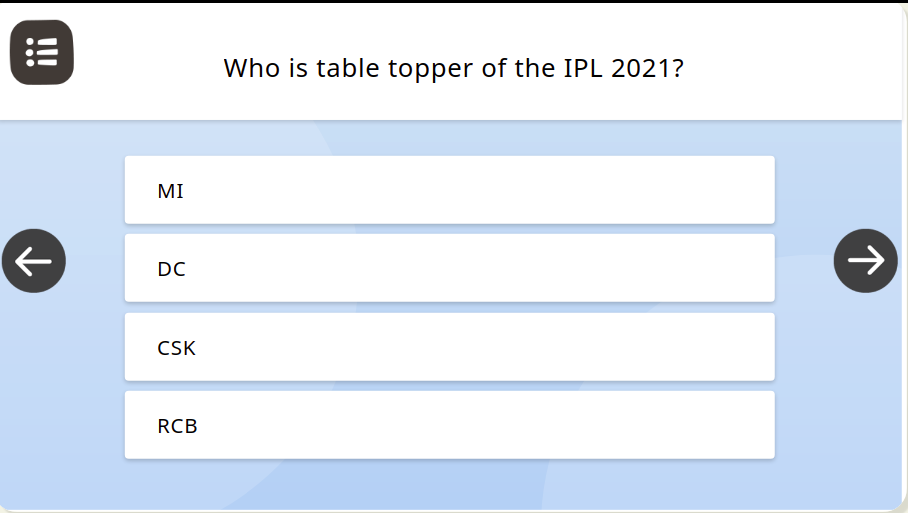 Who is table topper of the IPL 2021?
MI
DC
CSK
RCB